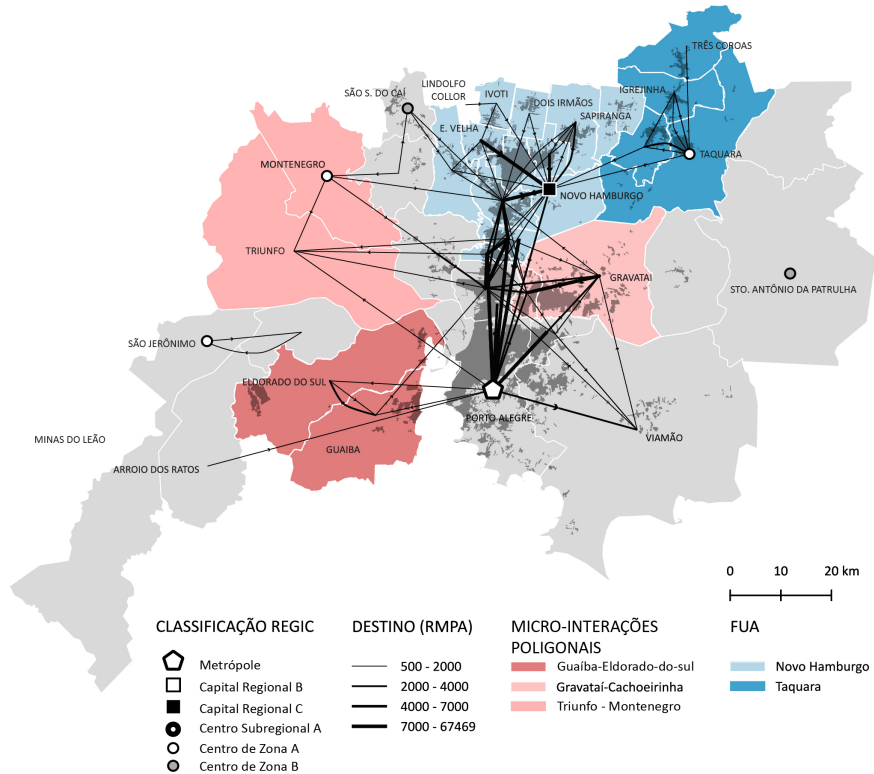 TRÊS COROAS
LINDOLFO
COLLOR
IVOTI
IGREJINHA
SÃO S. DO CAÍ
DOIS IRMÃOS
SAPIRANGA
E. VELHA
TAQUARA
MONTENEGRO
NOVO HAMBURGO
TRIUNFO
GRAVATAI
STO. ANTÔNIO DA PATRULHA
SÃO JERÔNIMO
ELDORADO DO SUL
PORTO ALEGRE
MINAS DO LEÃO
VIAMÃO
GUAIBA
ARROIO DOS RATOS
0 10 20 km
CLASSIFICAÇÃO REGIC
Metrópole
Capital Regional B
Capital Regional C
Centro Subregional A
Centro de Zona A
Centro de Zona B
DESTINO (RMPA)
500 - 2000
2000 - 4000
4000 - 7000
7000 - 67469
MICRO-INTERAÇÕES
POLIGONAIS
Guaíba-Eldorado-do-sul
Gravataí-Cachoeirinha
Triunfo - Montenegro
FUA
Novo Hamburgo
Taquara